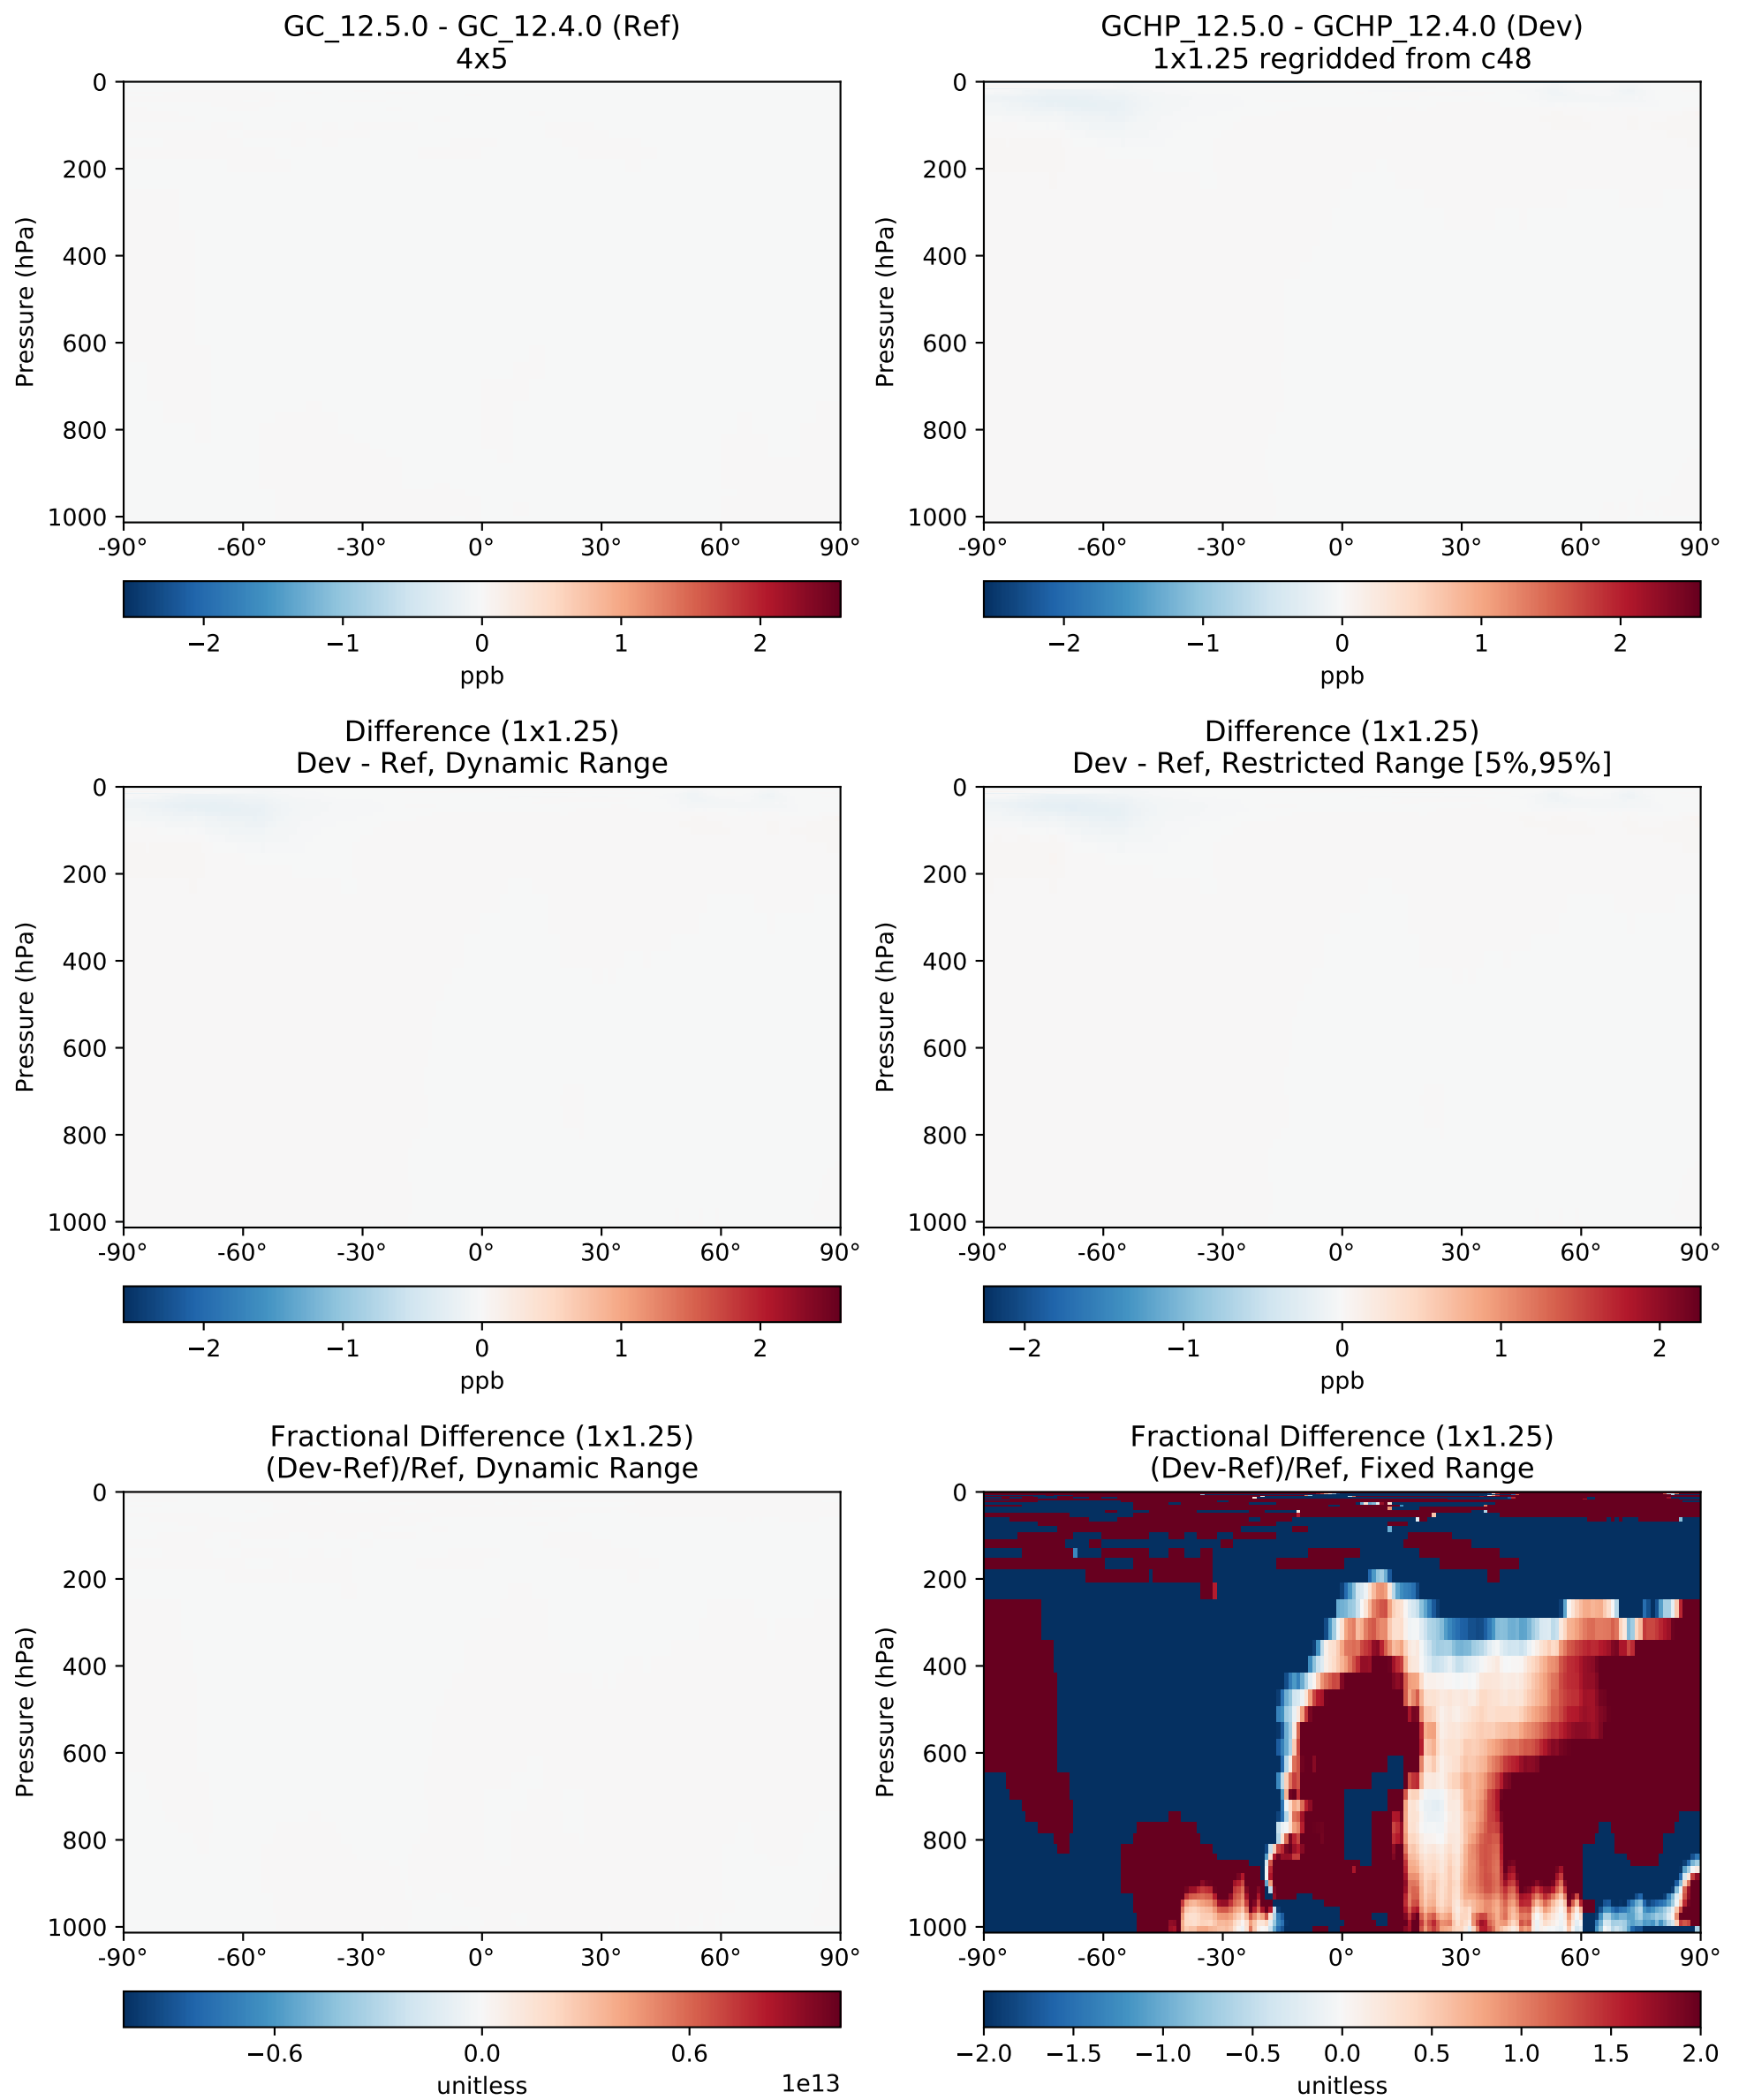 GC_12.5.0 - GC_12.4.0 (Ref)
4x5
0
200
400
600
800
1000
Pressure (hPa)
-90° -60° -30° 0° 30° 60° 90°
−2 −1 0 1 2
ppb
GCHP_12.5.0 - GCHP_12.4.0 (Dev)
1x1.25 regridded from c48
0
200
400
600
800
1000
Pressure (hPa)
-90° -60° -30° 0° 30° 60° 90°
−2 −1 0 1 2
ppb
Difference (1x1.25)
Dev - Ref, Dynamic Range
0
200
400
600
800
1000
Pressure (hPa)
-90° -60° -30° 0° 30° 60° 90°
−2 −1 0 1 2
ppb
Difference (1x1.25)
Dev - Ref, Restricted Range [5%,95%]
0
200
400
600
800
1000
Pressure (hPa)
-90° -60° -30° 0° 30° 60° 90°
−2 −1 0 1 2
ppb
Fractional Difference (1x1.25)
(Dev-Ref)/Ref, Dynamic Range
0
200
400
600
800
1000
Pressure (hPa)
-90° -60° -30° 0° 30° 60° 90°
−0.6 0.0 0.6
unitless 1e13
Fractional Difference (1x1.25)
(Dev-Ref)/Ref, Fixed Range
0
200
400
600
800
1000
Pressure (hPa)
-90° -60° -30° 0° 30° 60° 90°
−2.0 −1.5 −1.0 −0.5 0.0 0.5 1.0 1.5 2.0
unitless